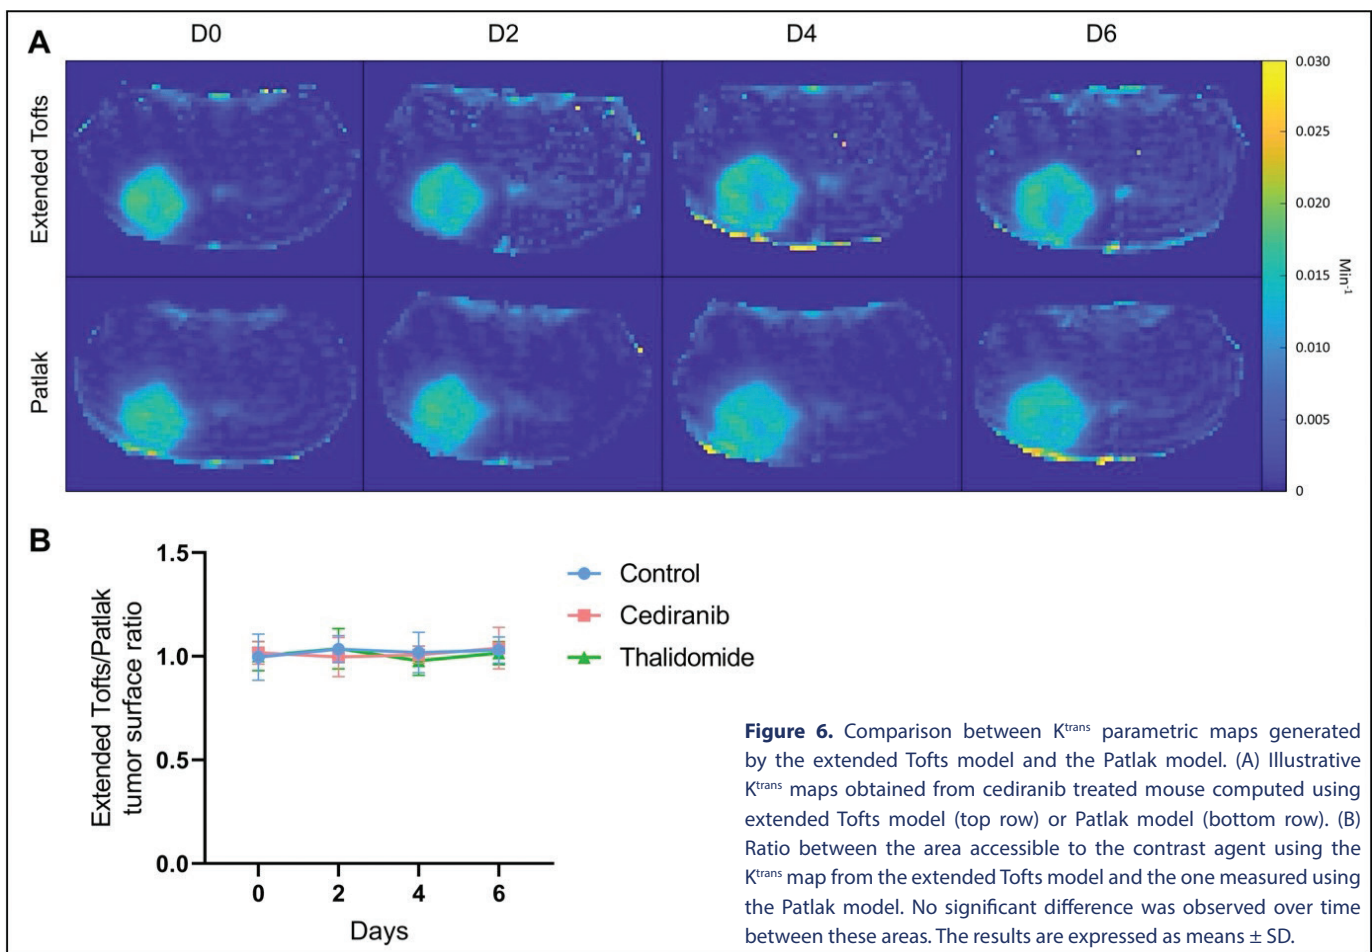 A
D0
D2
D4
D6
Extended Tofts
Patlak
0.030
0.025
0.020
0.015
0.010
0.005
0
Min⁻¹
B
Extended Tofts/Patlak
tumor surface ratio
1.5
1.0
0.5
0.0
0
2
4
6
Days
Control
Cediranib
Thalidomide
Figure 6. Comparison between Kᵗʳᵃⁿˢ parametric maps generated
by the extended Tofts model and the Patlak model. (A) Illustrative
Kᵗʳᵃⁿˢ maps obtained from cediranib treated mouse computed using
extended Tofts model (top row) or Patlak model (bottom row). (B)
Ratio between the area accessible to the contrast agent using the
Kᵗʳᵃⁿˢ map from the extended Tofts model and the one measured using
the Patlak model. No significant difference was observed over time
between these areas. The results are expressed as means ± SD.